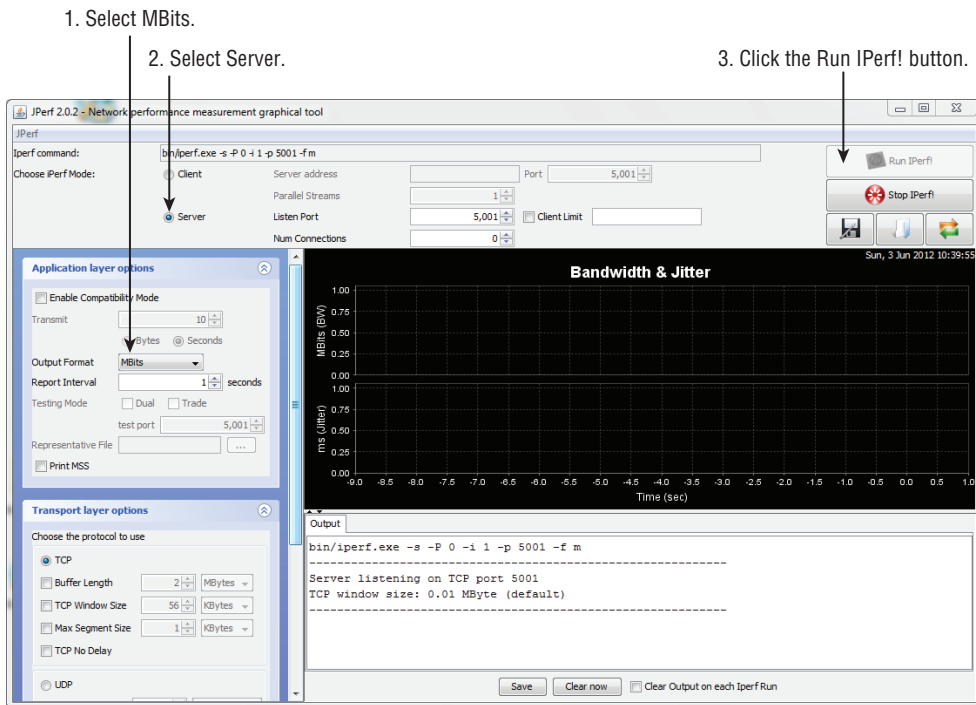 1. Select MBits.
2. Select Server.
3. Click the Run IPerf! button.
JPerf 2.0.2 - Network performance measurement graphical tool
JPerf
Iperf command:
bin/iperf.exe -s -P 0 -i 1 -p 5001 -f m
Choose iPerf Mode:
Client
Server address
Port
5,001
Parallel Streams
1
Server
Listen Port
5,001
Client Limit
Num Connections
0
Run IPerf!
Stop IPerf!
Application layer options
Enable Compatibility Mode
Transmit
10
Bytes
Seconds
Output Format
MBits
Report Interval
1
seconds
Testing Mode
Dual
Trade
test port
5,001
Representative File
...
Print MSS
Transport layer options
Choose the protocol to use
TCP
Buffer Length
2
MBytes
TCP Window Size
56
KBytes
Max Segment Size
1
KBytes
TCP No Delay
UDP
Sun, 3 Jun 2012 10:39:55
Bandwidth & Jitter
MBits (BW)
1.00
0.75
0.50
0.25
0.00
ms (Jitter)
1.00
0.75
0.50
0.25
0.00
-9.0 -8.5 -8.0 -7.5 -7.0 -6.5 -6.0 -5.5 -5.0 -4.5 -4.0 -3.5 -3.0 -2.5 -2.0 -1.5 -1.0 -0.5 0.0 0.5 1.0
Time (sec)
Output
bin/iperf.exe -s -P 0 -i 1 -p 5001 -f m
------------------------------------------------------------
Server listening on TCP port 5001
TCP window size: 0.01 MByte (default)
------------------------------------------------------------
Save
Clear now
Clear Output on each Iperf Run